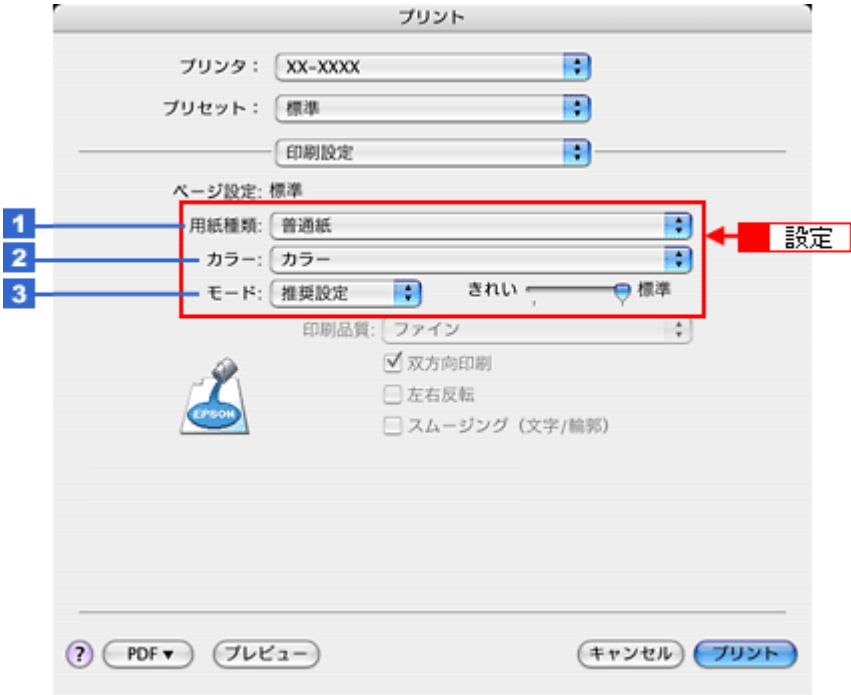 プリント
プリンタ： XX-XXXX
プリセット： 標準
印刷設定
ページ設定: 標準
1 用紙種類: 普通紙 設定
2 カラー: カラー
3 モード: 推奨設定 きれい 標準
印刷品質: ファイン
双方向印刷
左右反転
スムージング（文字/輪郭）
EPSON
? PDF▼ プレビュー キャンセル プリント